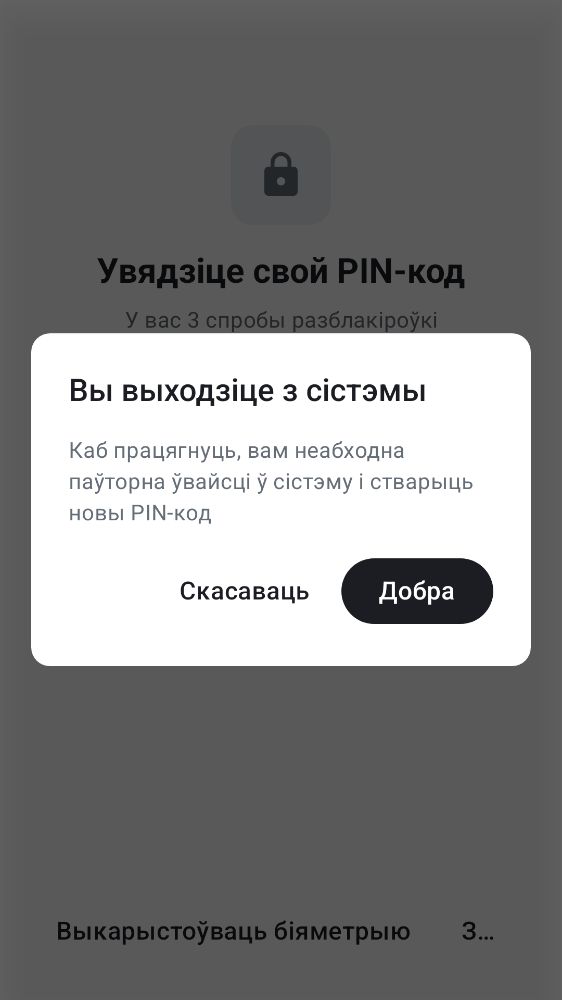 Увядзіце свой PIN-код
У вас 3 спробы разблакіроўкі
Вы выходзіце з сістэмы
Каб працягнуць, вам неабходна
паўторна ўвайсці ў сістэму і стварыць
новы PIN-код
Скасаваць
Добра
Выкарыстоўваць біяметрыю
З...